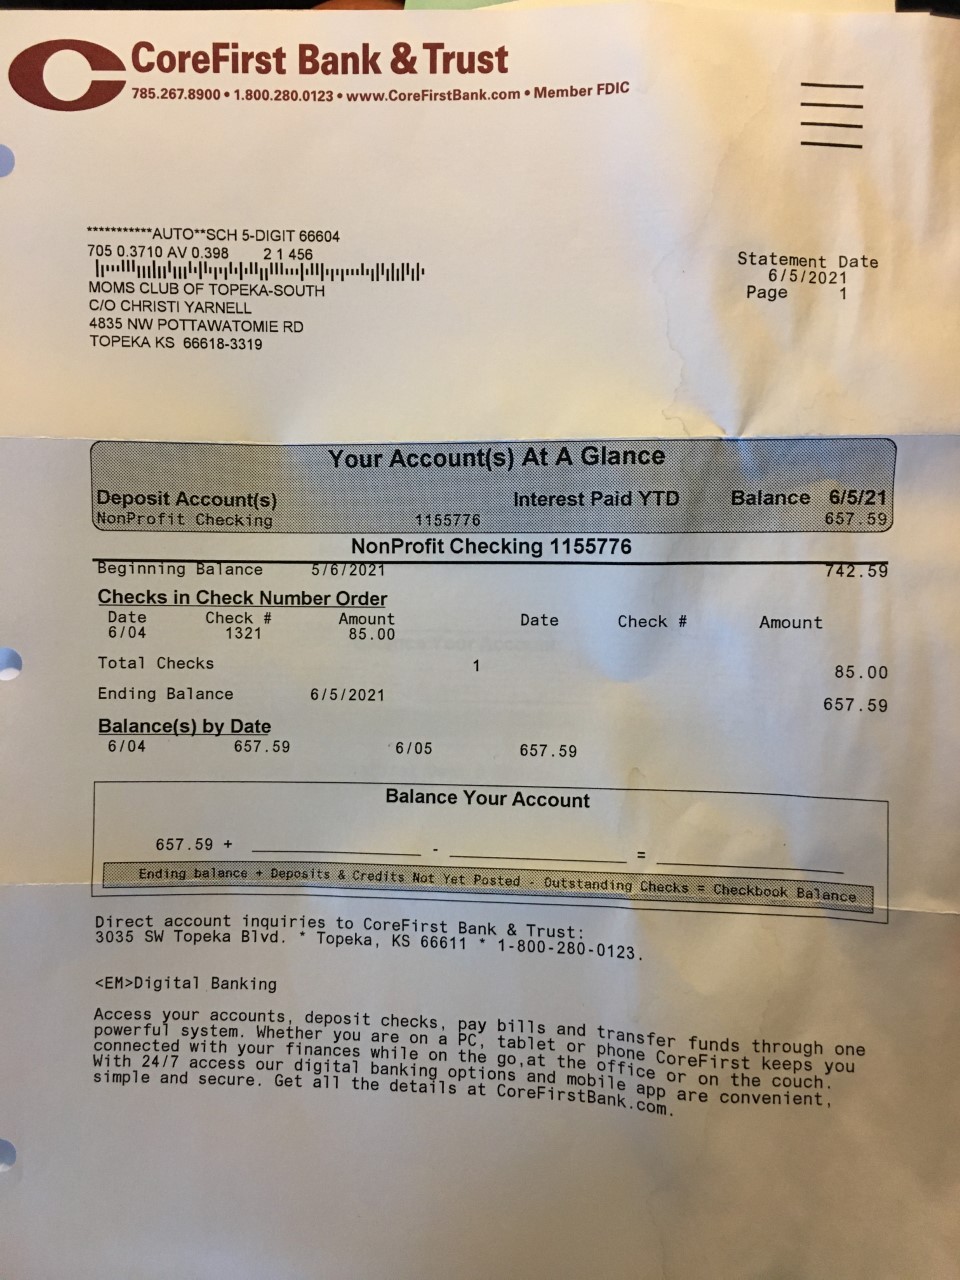 CoreFirst Bank & Trust
785.267.8900 • 1.800.280.0123 • www.CoreFirstBank.com • Member FDIC
***********AUTO**SCH 5-DIGIT 66604
705 0.3710 AV 0.398 2 1 456
MOMS CLUB OF TOPEKA-SOUTH
C/O CHRISTI YARNELL
4835 NW POTTAWATOMIE RD
TOPEKA KS 66618-3319
Statement Date
6/5/2021
Page 1
Your Account(s) At A Glance
Deposit Account(s) Interest Paid YTD Balance 6/5/21
NonProfit Checking 1155776 657.59
NonProfit Checking 1155776
Beginning Balance 5/6/2021 742.59
Checks in Check Number Order
Date Check # Amount Date Check # Amount
6/04 1321 85.00
Total Checks 1 85.00
Ending Balance 6/5/2021 657.59
Balance(s) by Date
6/04 657.59 6/05 657.59
Balance Your Account
657.59 + ____ - ____ = ____
Ending balance + Deposits & Credits Not Yet Posted - Outstanding Checks = Checkbook Balance
Direct account inquiries to CoreFirst Bank & Trust:
3035 SW Topeka Blvd. * Topeka, KS 66611 * 1-800-280-0123.
<EM>Digital Banking
Access your accounts, deposit checks, pay bills and transfer funds through one
powerful system. Whether you are on a PC, tablet or phone CoreFirst keeps you
connected with your finances while on the go,at the office or on the couch.
With 24/7 access our digital banking options and mobile app are convenient,
simple and secure. Get all the details at CoreFirstBank.com.